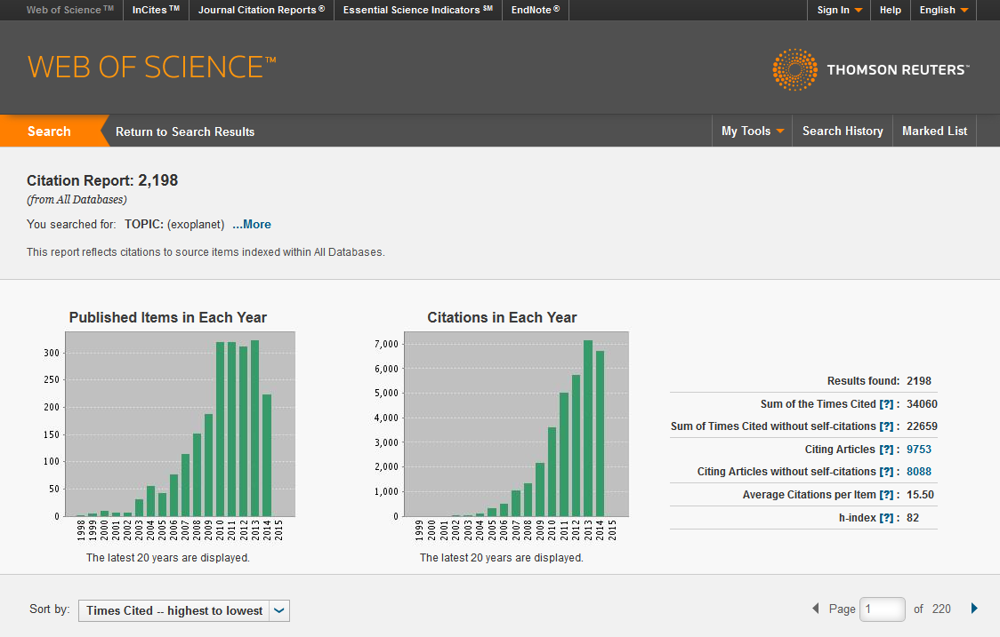 Web of Science ™ InCites ™ Journal Citation Reports ® Essential Science Indicators ℠ EndNote ® Sign In Help English
WEB OF SCIENCE™
THOMSON REUTERS™
Search Return to Search Results My Tools Search History Marked List
Citation Report: 2,198
(from All Databases)
You searched for: TOPIC: (exoplanet) ...More
This report reflects citations to source items indexed within All Databases.
Published Items in Each Year
300
250
200
150
100
50
0
1998 1999 2000 2001 2002 2003 2004 2005 2006 2007 2008 2009 2010 2011 2012 2013 2014 2015
The latest 20 years are displayed.
Citations in Each Year
7,000
6,000
5,000
4,000
3,000
2,000
1,000
0
1999 2000 2001 2002 2003 2004 2005 2006 2007 2008 2009 2010 2011 2012 2013 2014 2015
The latest 20 years are displayed.
Results found: 2198
Sum of the Times Cited [?] : 34060
Sum of Times Cited without self-citations [?] : 22659
Citing Articles [?] : 9753
Citing Articles without self-citations [?] : 8088
Average Citations per Item [?] : 15.50
h-index [?] : 82
Sort by: Times Cited -- highest to lowest Page 1 of 220